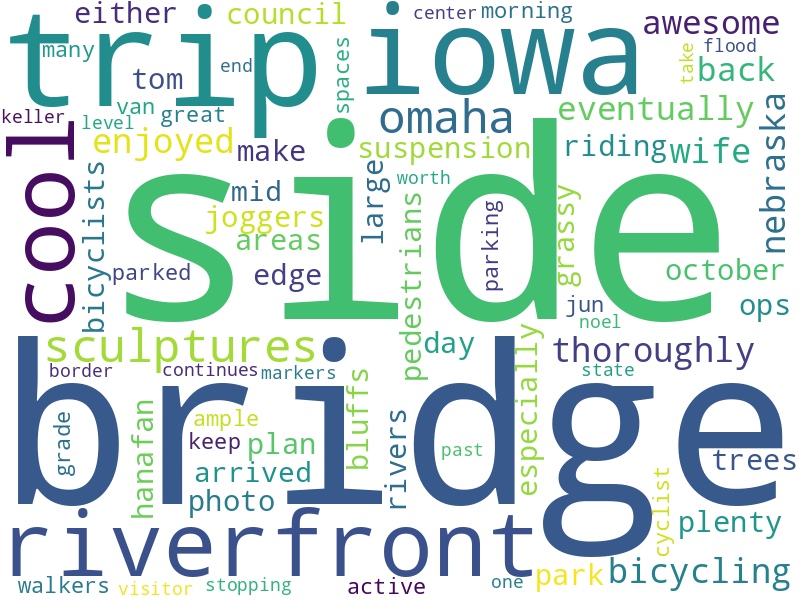 either
council
center
morning
awesome
trip
iowa
many
tom
end
spaces
take
flood
back
keller
van
level
great
omaha
eventually
cool
enjoyed
make
suspension
riding
wife
nebraska
bicyclists
mid
large
worth
side
joggers
areas
pedestrians
parking
grassy
parked
edge
october
jun
ops
noel
sculptures
day
thoroughly
border
continues
markers
state
bridge
grade
hanafan
ample
keep
plan
bluffs
rivers
especially
past
arrived
photo
trees
cyclist
riverfront
plenty
walkers
visitor
stopping
active
one
park
bicycling